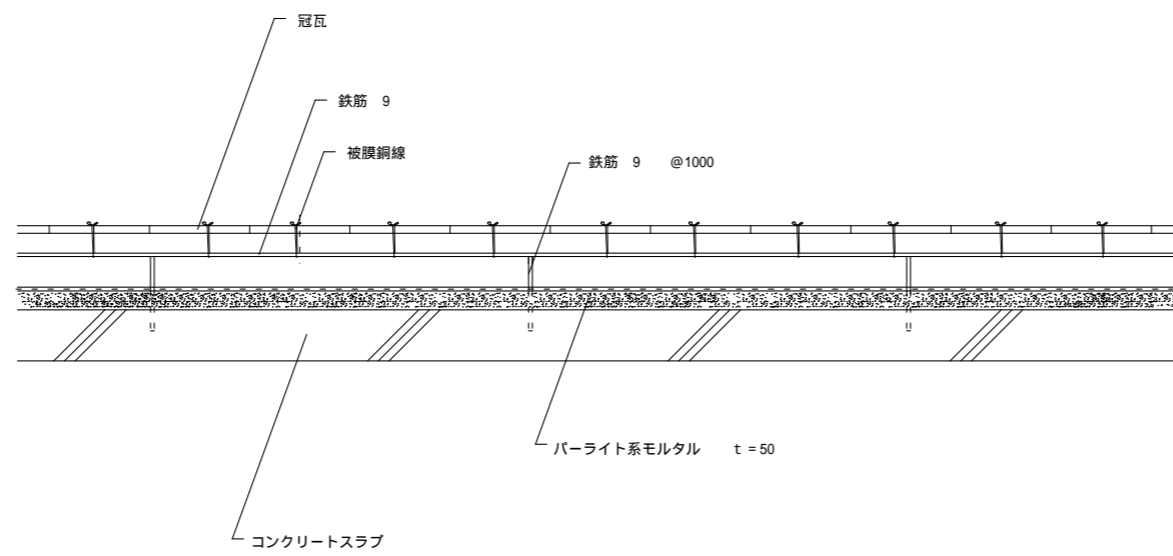 冠瓦
鉄筋 9
被膜銅線
鉄筋 9 @1000
パーライト系モルタル t = 50
コンクリートスラブ